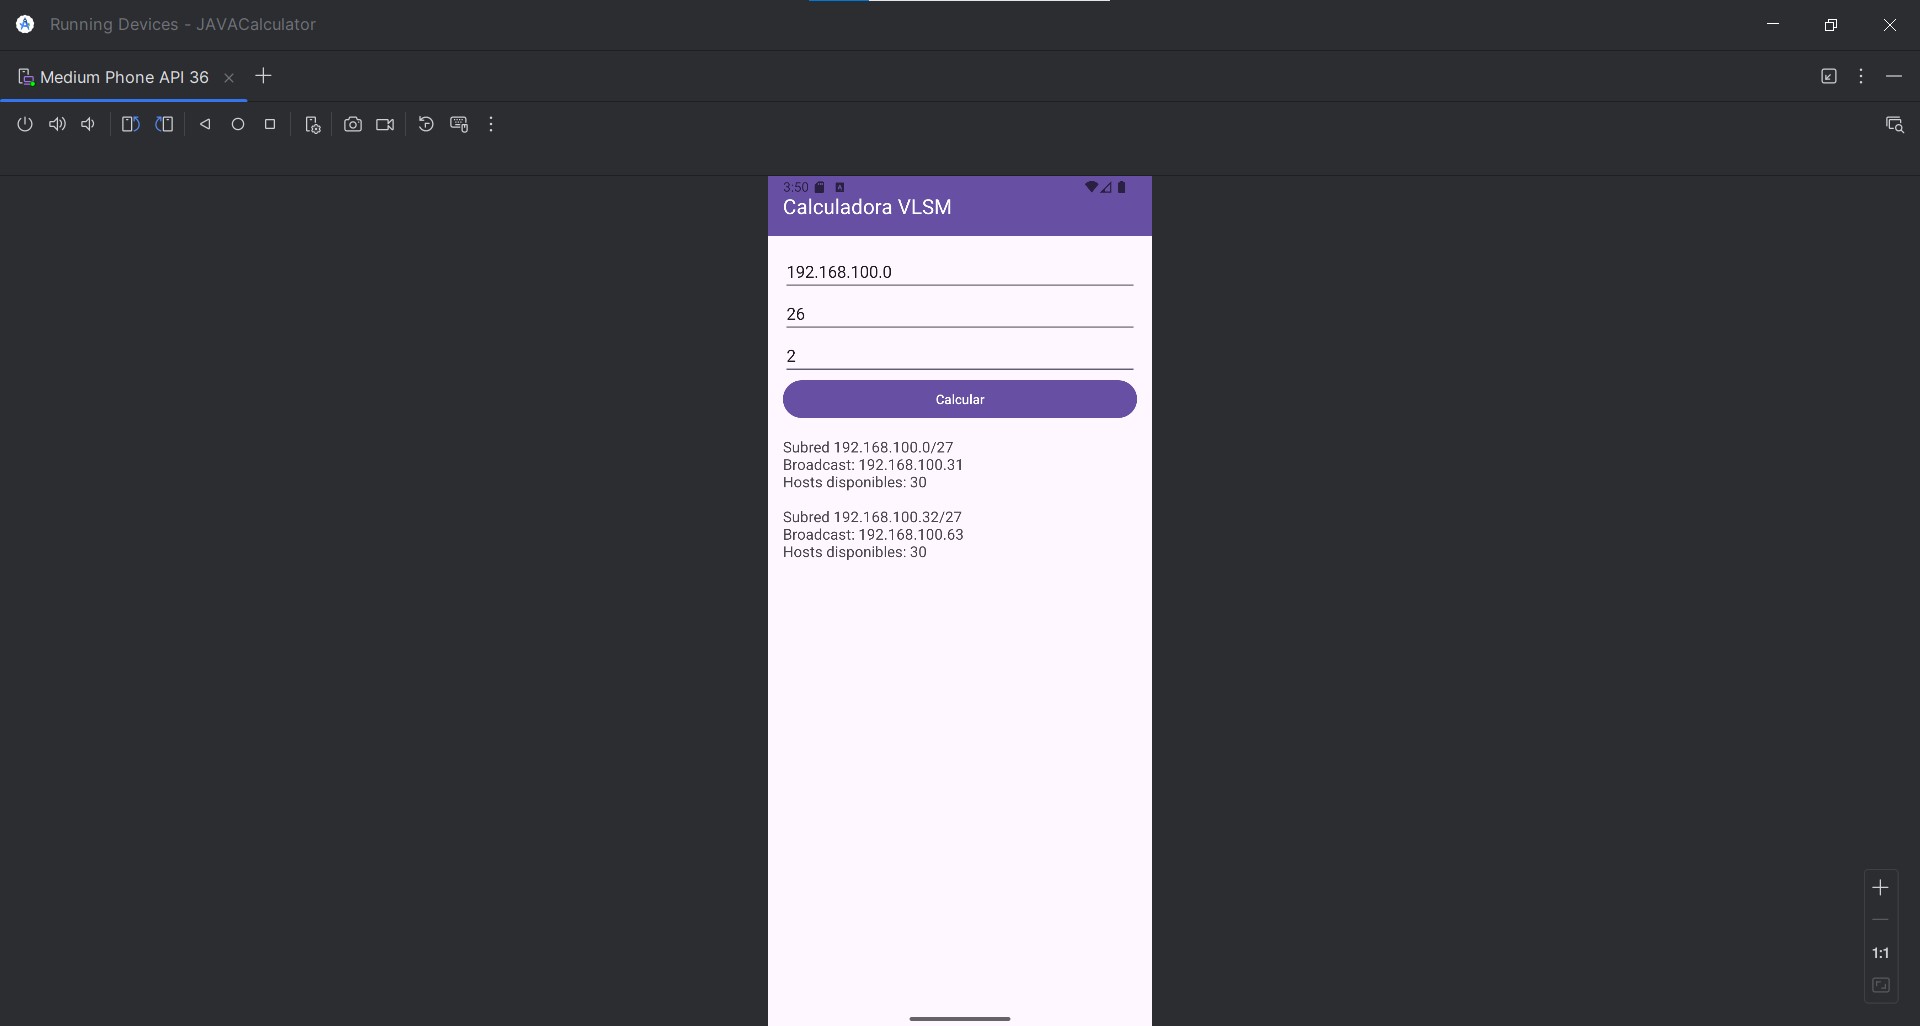 Running Devices - JAVACalculator
Medium Phone API 36
3:50
Calculadora VLSM
192.168.100.0
26
2
Calcular
Subred 192.168.100.0/27
Broadcast: 192.168.100.31
Hosts disponibles: 30
Subred 192.168.100.32/27
Broadcast: 192.168.100.63
Hosts disponibles: 30
1:1